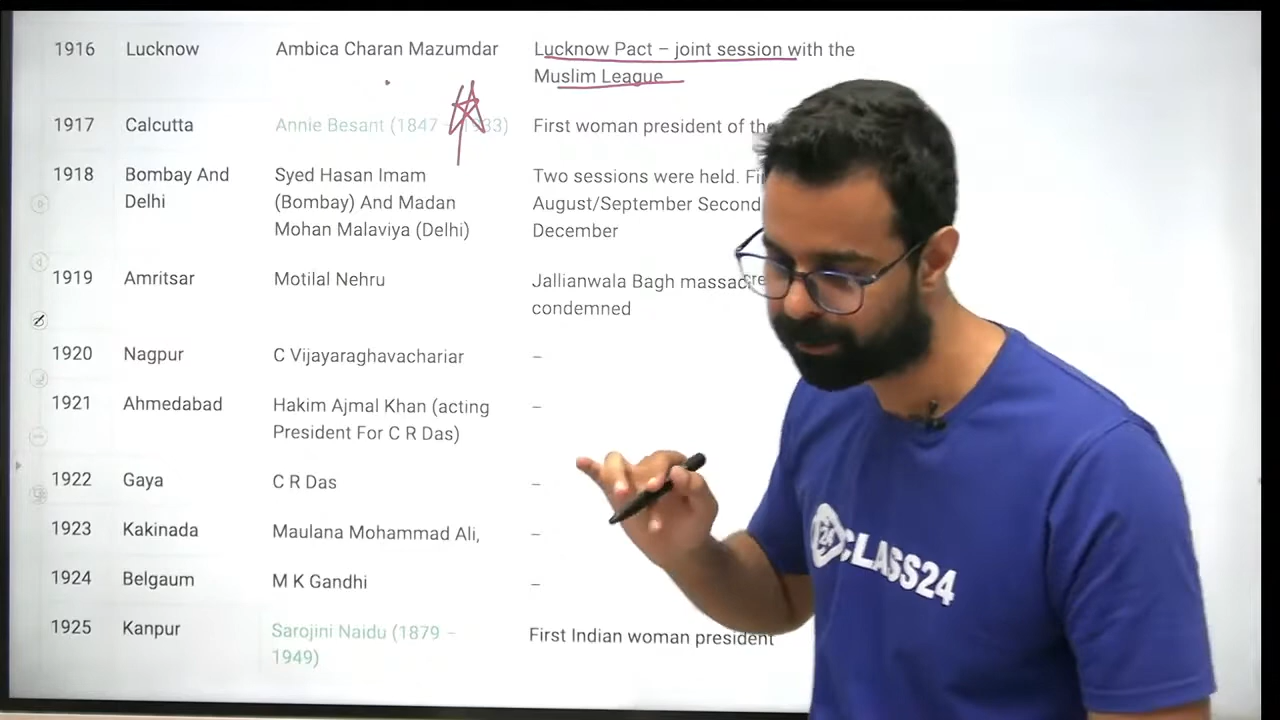 1916 Lucknow Ambica Charan Mazumdar Lucknow Pact – joint session with the
Muslim League
1917 Calcutta Annie Besant (1847 – 1933) First woman president of the
1918 Bombay And Syed Hasan Imam Two sessions were held.
Delhi (Bombay) And Madan August/September Second
Mohan Malaviya (Delhi) December
1919 Amritsar Motilal Nehru Jallianwala Bagh massacre
condemned
1920 Nagpur C Vijayaraghavachariar –
1921 Ahmedabad Hakim Ajmal Khan (acting –
President For C R Das)
1922 Gaya C R Das –
1923 Kakinada Maulana Mohammad Ali, –
1924 Belgaum M K Gandhi –
1925 Kanpur Sarojini Naidu (1879 – First Indian woman president
1949)
24 CLASS24